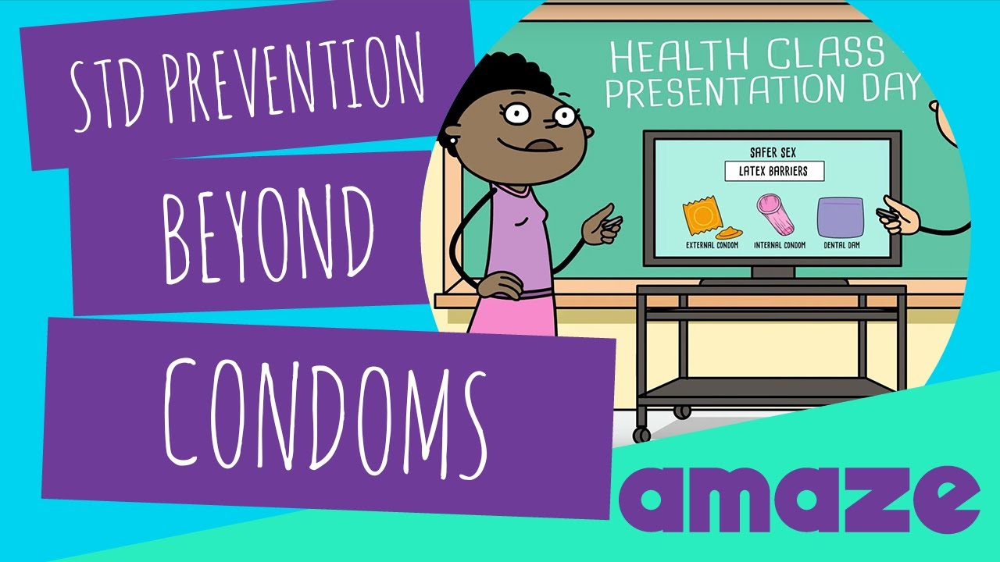 STD PREVENTION
BEYOND
CONDOMS
HEALTH CLASS
PRESENTATION DAY
SAFER SEX
LATEX BARRIERS
EXTERNAL CONDOM
INTERNAL CONDOM
DENTAL DAM
amaze